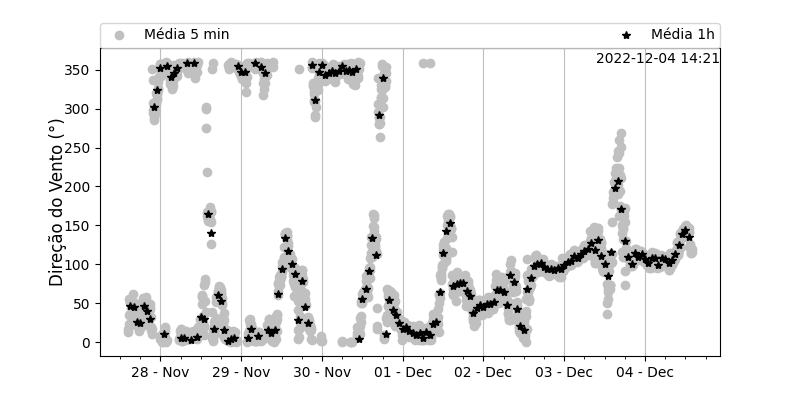 Média 5 min
Média 1h
2022-12-04 14:21
Direção do Vento (°)
350
300
250
200
150
100
50
0
28 - Nov
29 - Nov
30 - Nov
01 - Dec
02 - Dec
03 - Dec
04 - Dec